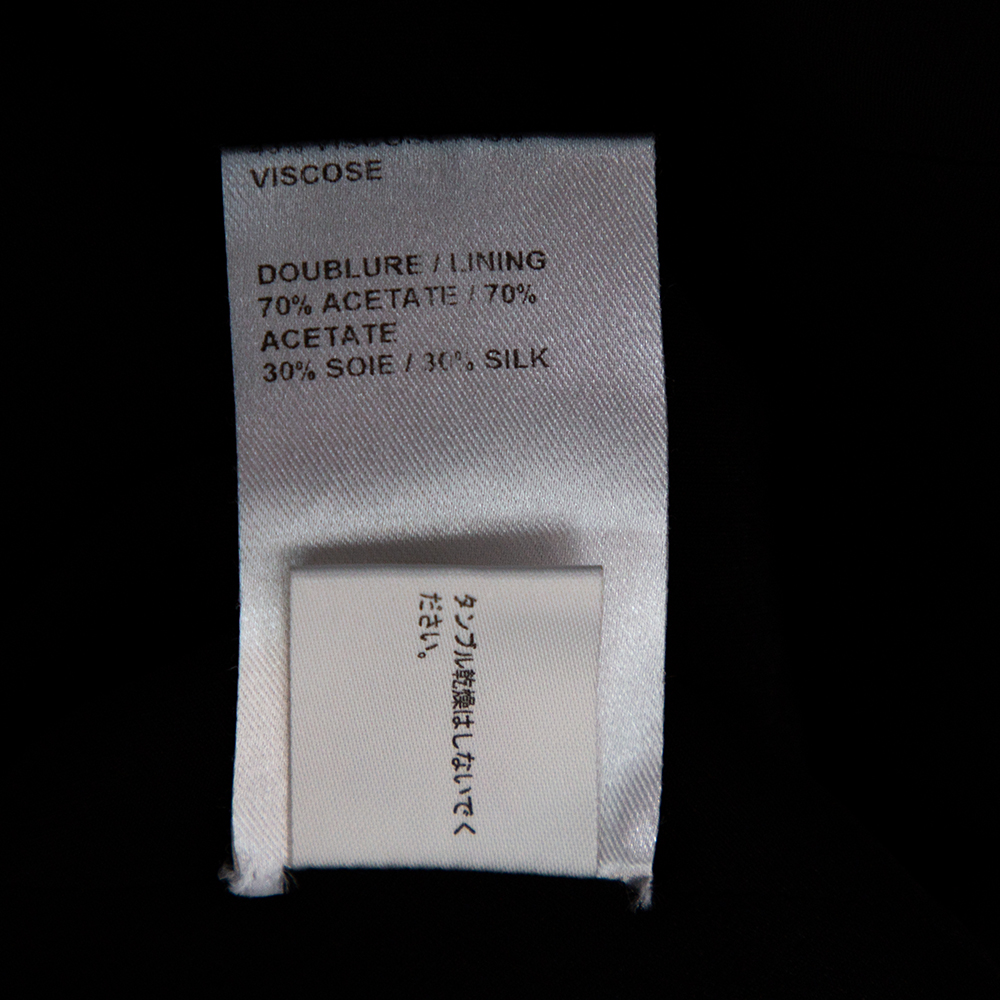 VISCOSE
DOUBLURE / LINING
70% ACETATE / 70%
ACETATE
30% SOIE / 30% SILK
タンブル乾燥はしないでく
ださい。